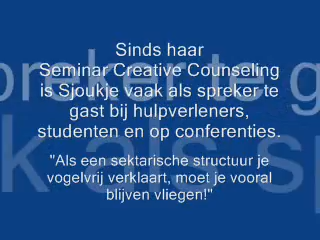 Sinds haar
Seminar Creative Counseling
is Sjoukje vaak als spreker te
gast bij hulpverleners,
studenten en op conferenties.
"Als een sektarische structuur je
vogelvrij verklaart, moet je vooral
blijven vliegen!"